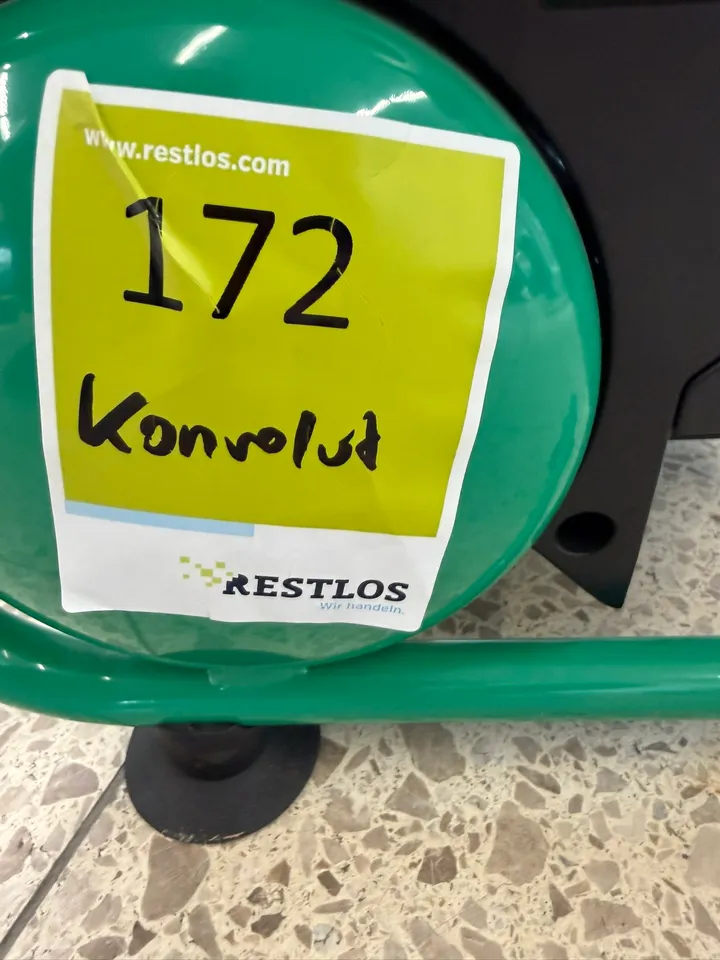 www.restlos.com
172
Konvolut
RESTLOS
Wir handeln.